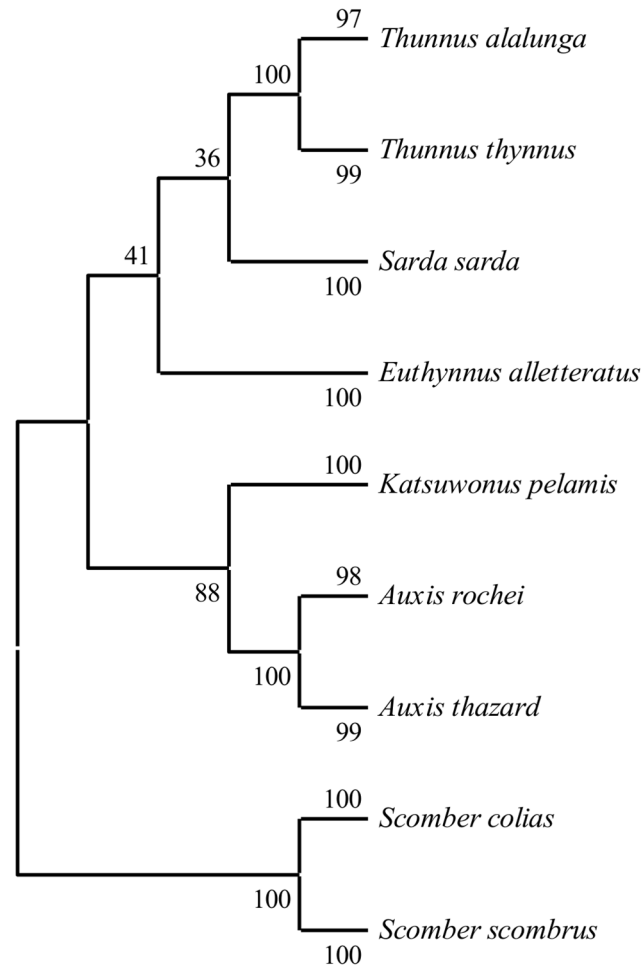 97
Thunnus alalunga
100
Thunnus thynnus
36
99
41
Sarda sarda
100
Euthynnus alletteratus
100
100
Katsuwonus pelamis
98
88
Auxis rochei
100
Auxis thazard
99
100
Scomber colias
100
Scomber scombrus
100